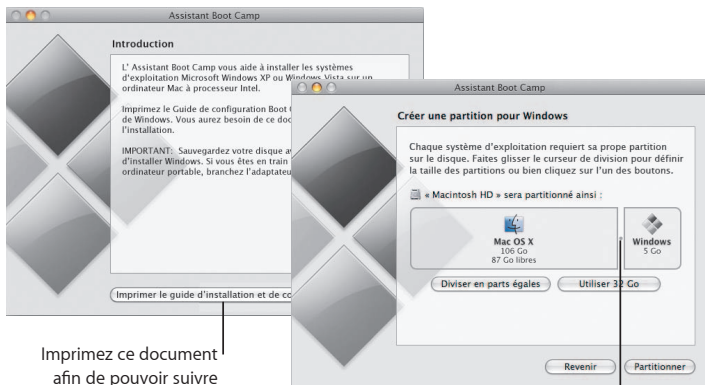 Assistant Boot Camp
Introduction
L' Assistant Boot Camp vous aide à installer les systèmes
d'exploitation Microsoft Windows XP ou Windows Vista sur un
ordinateur Mac à processeur Intel.
Imprimez le Guide de configuration Boot
de Windows. Vous aurez besoin de ce
l'installation.
IMPORTANT: Sauvegardez votre disque
d'installer Windows. Si vous êtes en train
ordinateur portable, branchez
Imprimer le guide d'installation et de
Imprimez ce document
afin de pouvoir suivre
Assistant Boot Camp
Créer une partition pour Windows
Chaque système d'exploitation requiert sa prope partition
sur le disque. Faites glisser le curseur de division pour définir
la taille des partitions ou bien cliquez sur l'un des boutons.
« Macintosh HD » sera partitionné ainsi :
Mac OS X
106 Go
87 Go libres
Windows
5 Go
Diviser en parts égales
Utiliser 32 Go
Revenir
Partitionner